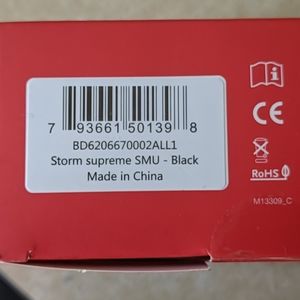 7 93661 50139 8
BD6206670002ALL1
Storm supreme SMU - Black
Made in China
CE
RoHS
M13309_C